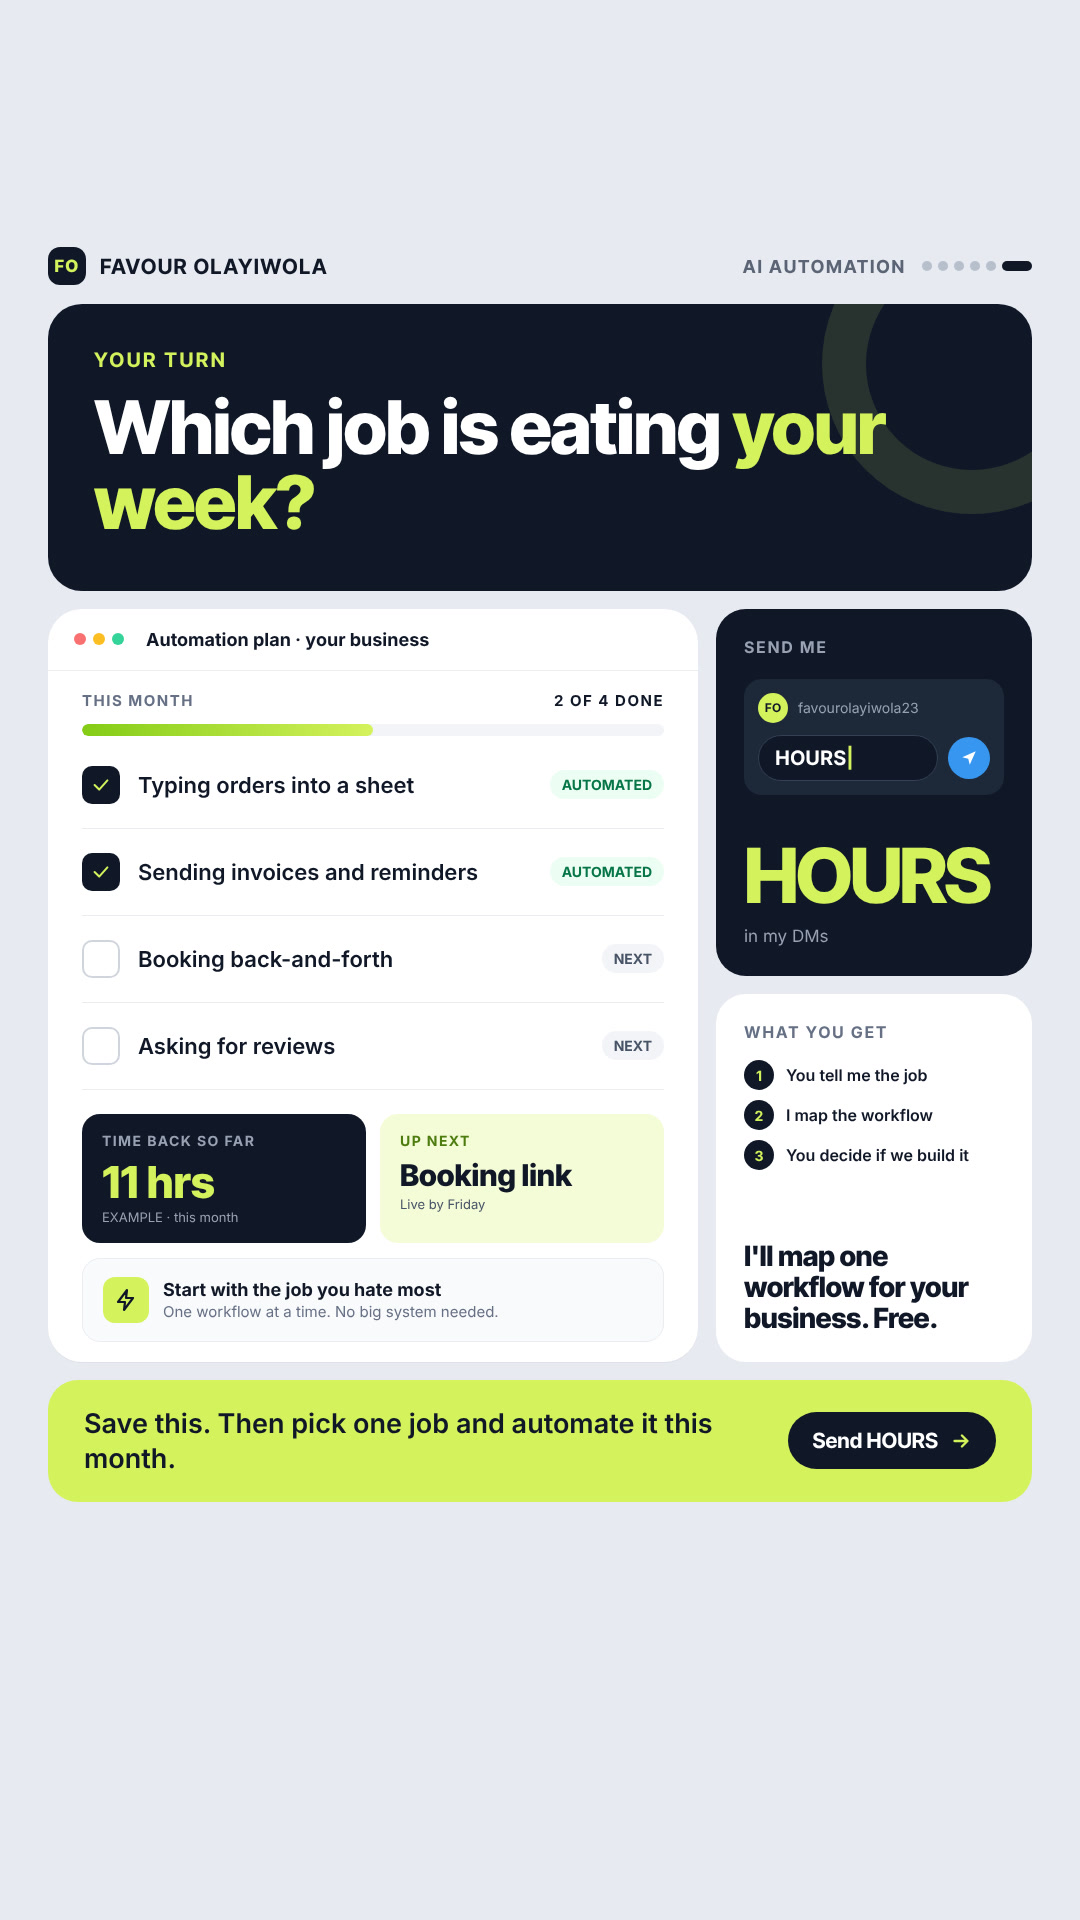 FO
FAVOUR OLAYIWOLA
AI AUTOMATION
YOUR TURN
Which job is eating your
week?
Automation plan · your business
THIS MONTH
2 OF 4 DONE
Typing orders into a sheet
AUTOMATED
Sending invoices and reminders
AUTOMATED
Booking back-and-forth
NEXT
Asking for reviews
NEXT
TIME BACK SO FAR
11 hrs
EXAMPLE · this month
UP NEXT
Booking link
Live by Friday
Start with the job you hate most
One workflow at a time. No big system needed.
SEND ME
FO
favourolayiwola23
HOURS
HOURS
in my DMs
WHAT YOU GET
1 You tell me the job
2 I map the workflow
3 You decide if we build it
I'll map one
workflow for your
business. Free.
Save this. Then pick one job and automate it this
month.
Send HOURS →